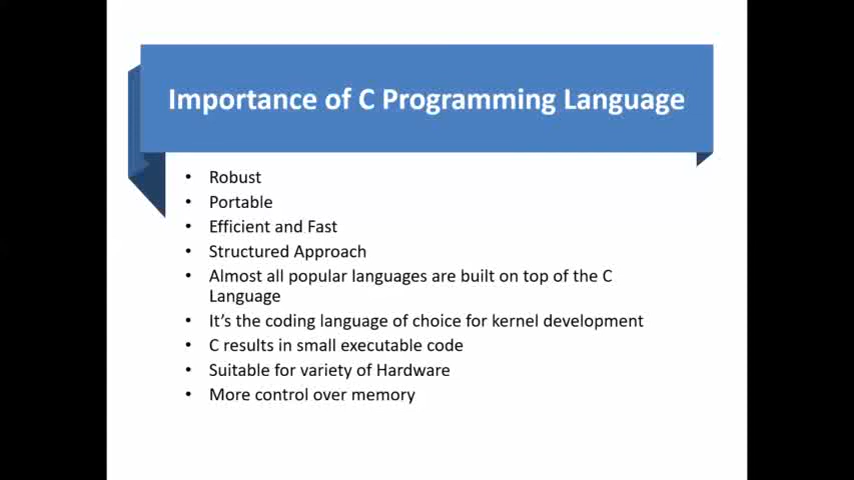 Importance of C Programming Language
• Robust
• Portable
• Efficient and Fast
• Structured Approach
• Almost all popular languages are built on top of the C
Language
• It’s the coding language of choice for kernel development
• C results in small executable code
• Suitable for variety of Hardware
• More control over memory